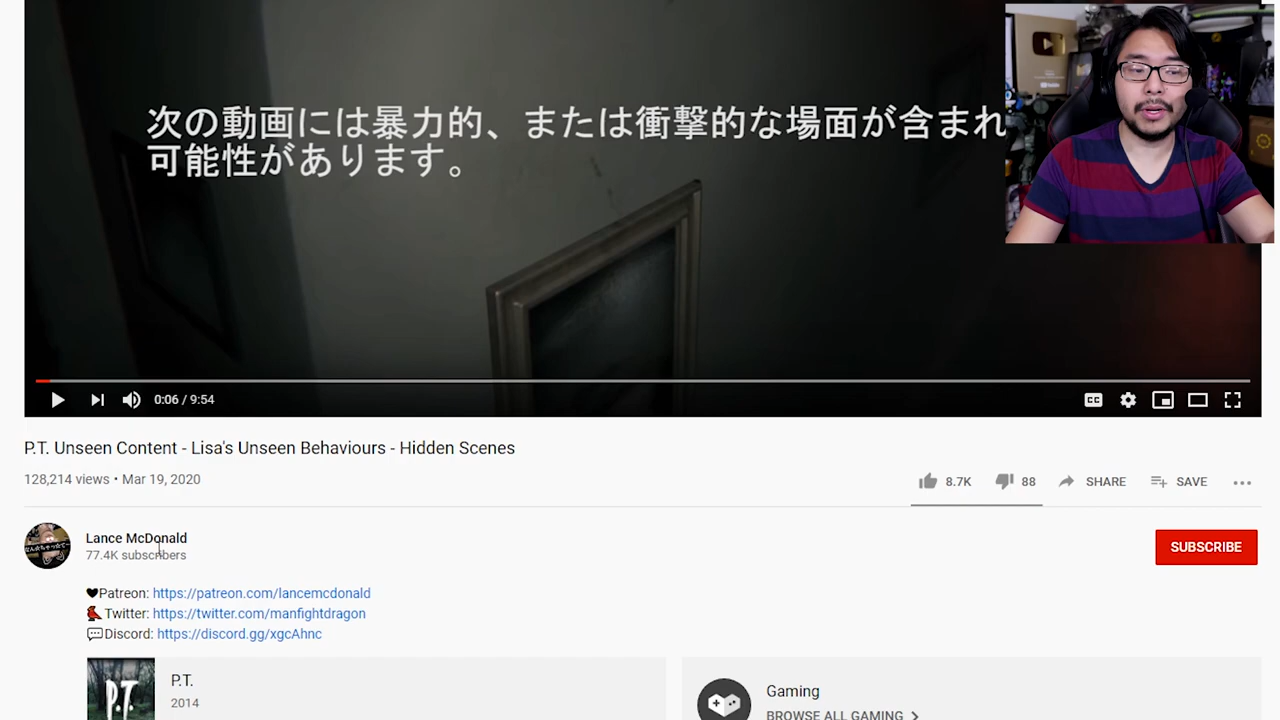 次の動画には暴力的、または衝撃的な場面が含まれ
可能性があります。
0:06 / 9:54
CC
P.T. Unseen Content - Lisa's Unseen Behaviours - Hidden Scenes
128,214 views • Mar 19, 2020
8.7K
88
SHARE
SAVE
Lance McDonald
77.4K subscribers
SUBSCRIBE
Patreon: https://patreon.com/lancemcdonald
Twitter: https://twitter.com/manfightdragon
Discord: https://discord.gg/xgcAhnc
P.T.
P.T.
2014
Gaming
BROWSE ALL GAMING